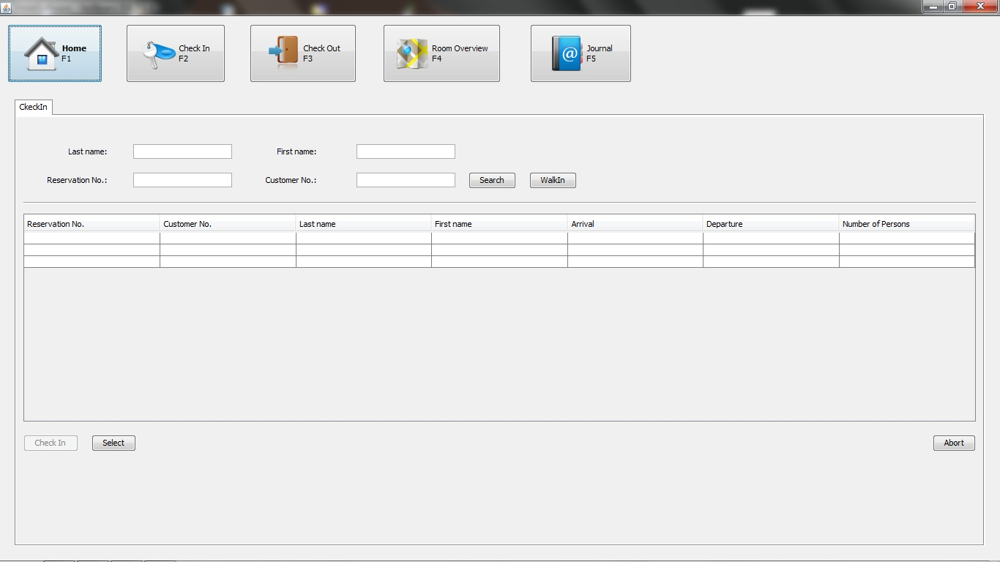 Home
F1
Check In
F2
Check Out
F3
Room Overview
F4
@
Journal
F5
CkeckIn
Last name:
First name:
Reservation No.:
Customer No.:
Search
WalkIn
Reservation No. Customer No. Last name First name Arrival Departure Number of Persons
Check In
Select
Abort